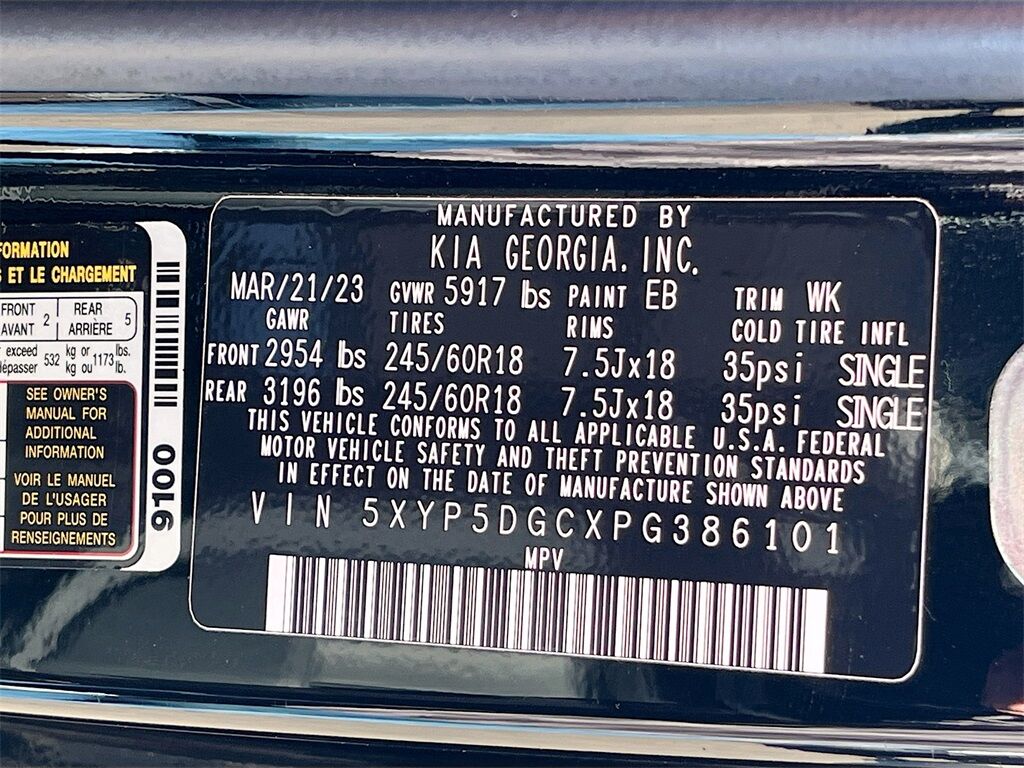 FORMATION
S ET LE CHARGEMENT
FRONT AVANT 2 REAR ARRIÈRE 5
exceed dépasser 532 kg or kg ou 1173 lbs. lb.
SEE OWNER'S
MANUAL FOR
ADDITIONAL
INFORMATION
VOIR LE MANUEL
DE L'USAGER
POUR PLUS DE
RENSEIGNEMENTS
9100
MANUFACTURED BY
KIA GEORGIA. INC.
MAR/21/23 GVWR 5917 lbs PAINT EB TRIM WK
GAWR TIRES RIMS COLD TIRE INFL
FRONT 2954 lbs 245/60R18 7.5Jx18 35psi SINGLE
REAR 3196 lbs 245/60R18 7.5Jx18 35psi SINGLE
THIS VEHICLE CONFORMS TO ALL APPLICABLE U.S.A. FEDERAL
MOTOR VEHICLE SAFETY AND THEFT PREVENTION STANDARDS
IN EFFECT ON THE DATE OF MANUFACTURE SHOWN ABOVE
VIN 5XYP5DGCXPG386101
MPV